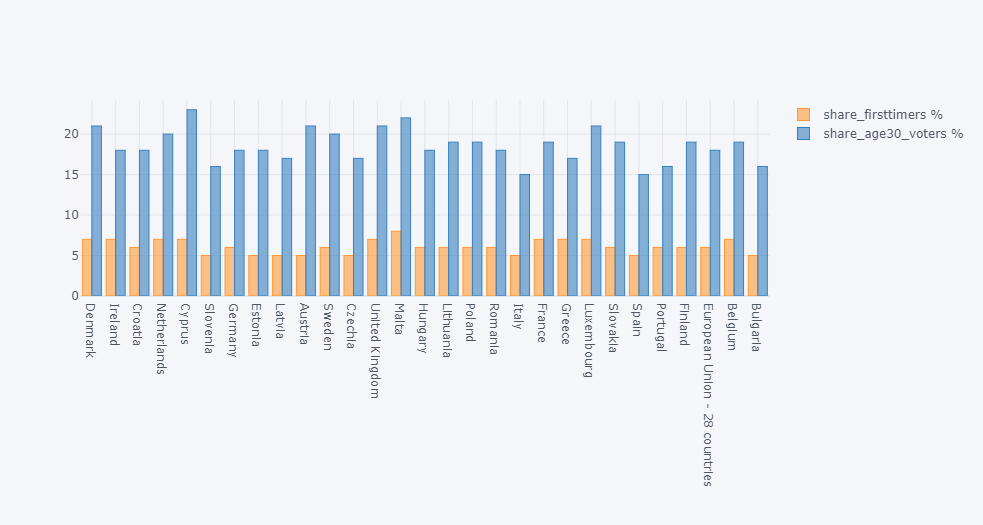 share_firsttimers %
share_age30_voters %
20
15
10
5
0
Denmark
Ireland
Croatia
Netherlands
Cyprus
Slovenia
Germany
Estonia
Latvia
Austria
Sweden
Czechia
United Kingdom
Malta
Hungary
Lithuania
Poland
Romania
Italy
France
Greece
Luxembourg
Slovakia
Spain
Portugal
Finland
European Union - 28 countries
Belgium
Bulgaria